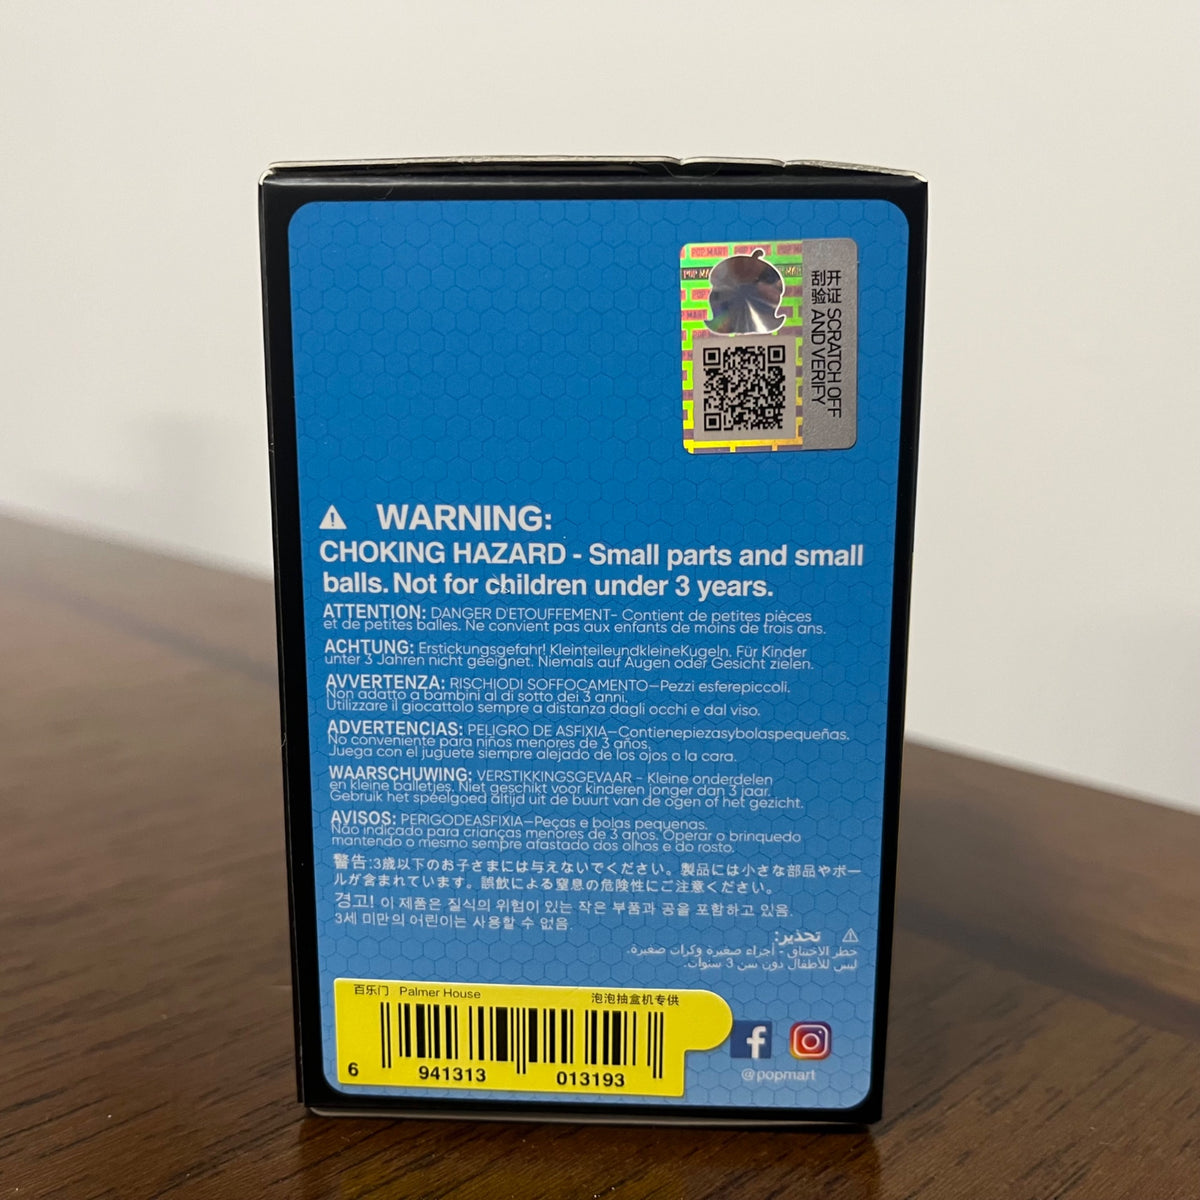 POP MART
开证 SCRATCH OFF
刮验 AND VERIFY
WARNING:
CHOKING HAZARD - Small parts and small
balls. Not for children under 3 years.
ATTENTION: DANGER D'ETOUFFEMENT- Contient de petites pièces
et de petites balles. Ne convient pas aux enfants de moins de trois ans.
ACHTUNG: Erstickungsgefahr! KleinteileundkleineKugeln. Für Kinder
unter 3 Jahren nicht geeignet. Niemals auf Augen oder Gesicht zielen.
AVVERTENZA: RISCHIODI SOFFOCAMENTO—Pezzi esferepiccoli.
Non adatto a bambini al di sotto dei 3 anni.
Utilizzare il giocattolo sempre a distanza dagli occhi e dal viso.
ADVERTENCIAS: PELIGRO DE ASFIXIA—Contienepiezasybolaspequeñas.
No conveniente para niños menores de 3 años.
Juega con el juguete siempre alejado de los ojos o la cara.
WAARSCHUWING: VERSTIKKINGSGEVAAR - Kleine onderdelen
en kleine balletjes. Niet geschikt voor kinderen jonger dan 3 jaar.
Gebruik het speelgoed altijd uit de buurt van de ogen of het gezicht.
AVISOS: PERIGODEASFIXIA—Peças e bolas pequenas.
Não indicado para crianças menores de 3 anos. Operar o brinquedo
mantendo o mesmo sempre afastado dos olhos e do rosto.
警告:3歳以下のお子さまには与えないでください。製品には小さな部品やボー
ルが含まれています。誤飲による窒息の危険性にご注意ください。
경고! 이 제품은 질식의 위험이 있는 작은 부품과 공을 포함하고 있음.
3세 미만의 어린이는 사용할 수 없음.
تحذير:
خطر الاختناق - أجزاء صغيرة وكرات صغيرة.
ليس للأطفال دون سن 3 سنوات.
百乐门 Palmer House 泡泡抽盒机专供
6 941313 013193
@popmart